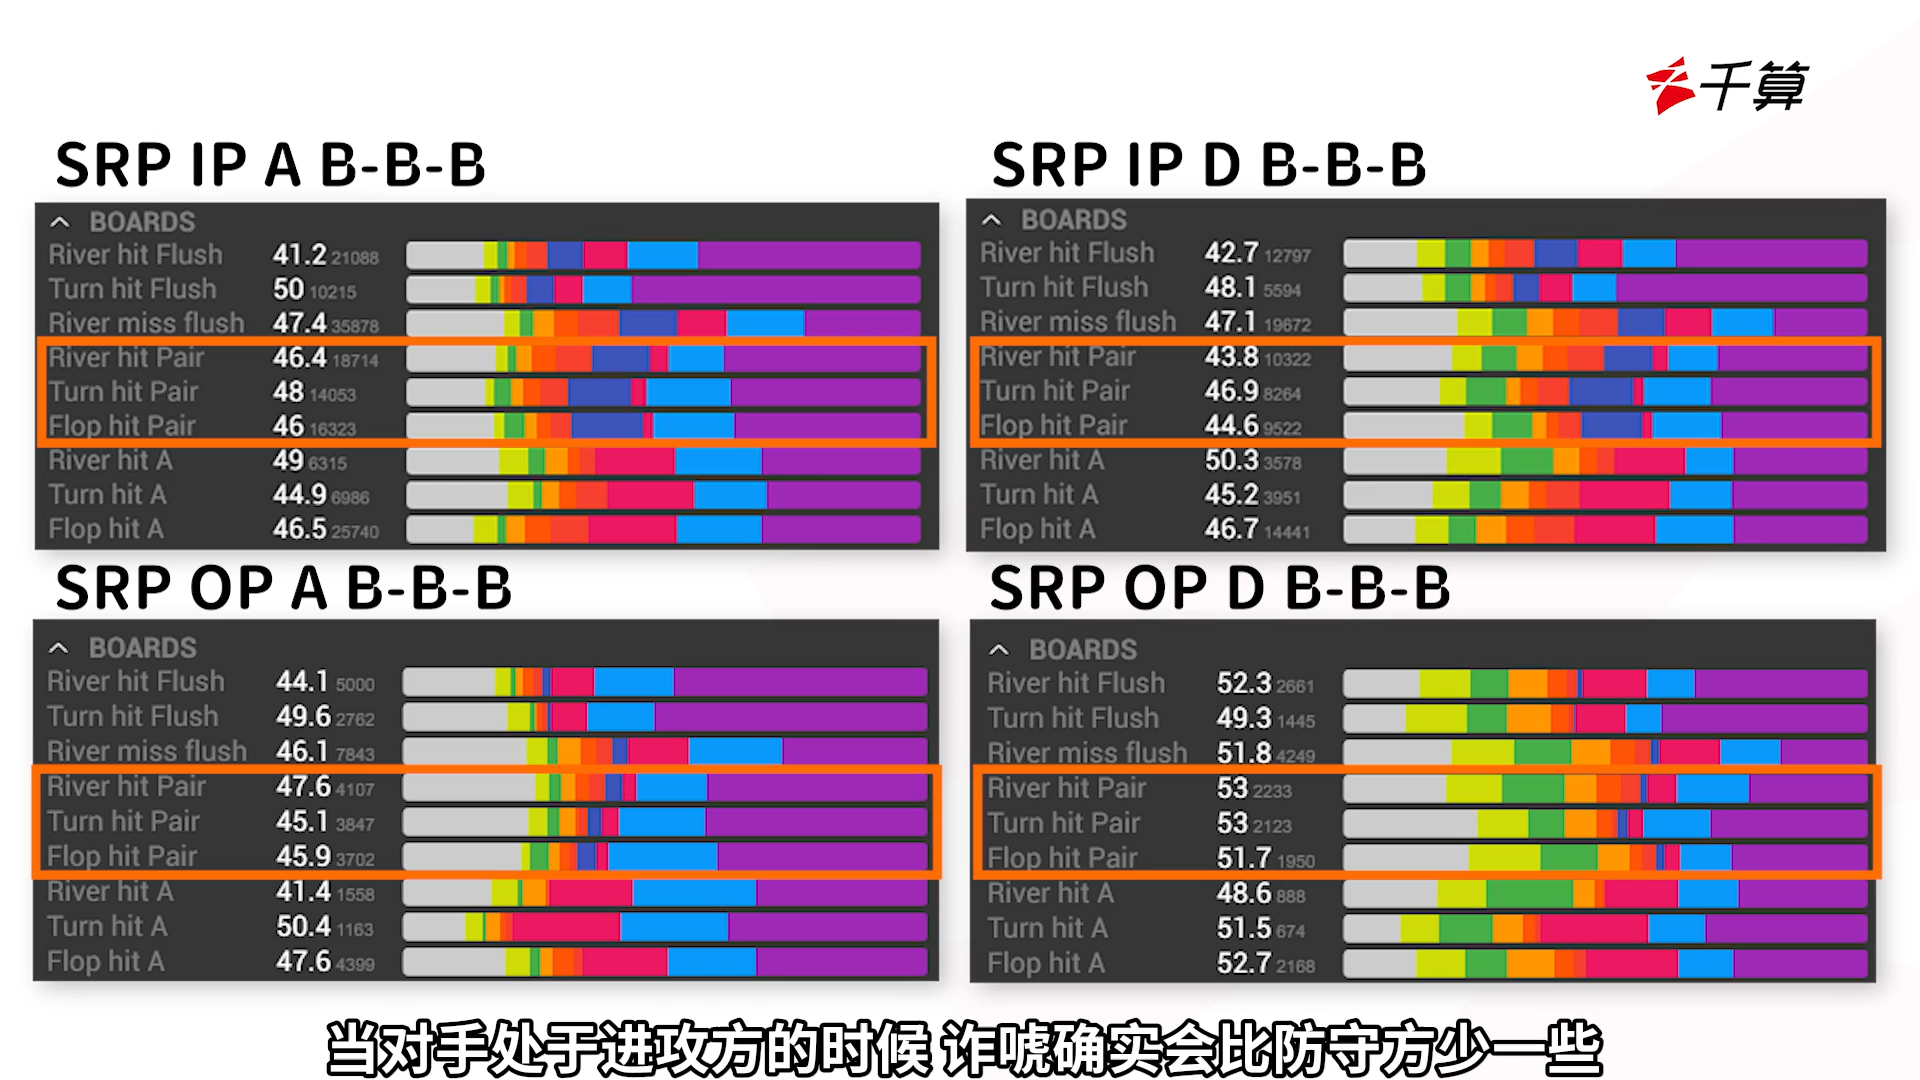 千算
SRP IP A B-B-B
BOARDS
River hit Flush 41.2 21088
Turn hit Flush 50 10215
River miss flush 47.4 35878
River hit Pair 46.4 18714
Turn hit Pair 48 14053
Flop hit Pair 46 16323
River hit A 49 6315
Turn hit A 44.9 6986
Flop hit A 46.5 25740
SRP IP D B-B-B
BOARDS
River hit Flush 42.7 12797
Turn hit Flush 48.1 5594
River miss flush 47.1 19672
River hit Pair 43.8 10322
Turn hit Pair 46.9 8264
Flop hit Pair 44.6 9522
River hit A 50.3 3578
Turn hit A 45.2 3951
Flop hit A 46.7 14441
SRP OP A B-B-B
BOARDS
River hit Flush 44.1 5000
Turn hit Flush 49.6 2762
River miss flush 46.1 7843
River hit Pair 47.6 4107
Turn hit Pair 45.1 3847
Flop hit Pair 45.9 3702
River hit A 41.4 1558
Turn hit A 50.4 1163
Flop hit A 47.6 4399
SRP OP D B-B-B
BOARDS
River hit Flush 52.3 2661
Turn hit Flush 49.3 1445
River miss flush 51.8 4249
River hit Pair 53 2233
Turn hit Pair 53 2123
Flop hit Pair 51.7 1950
River hit A 48.6 888
Turn hit A 51.5 674
Flop hit A 52.7 2168
当对手处于进攻方的时候 诈唬确实会比防守方少一些